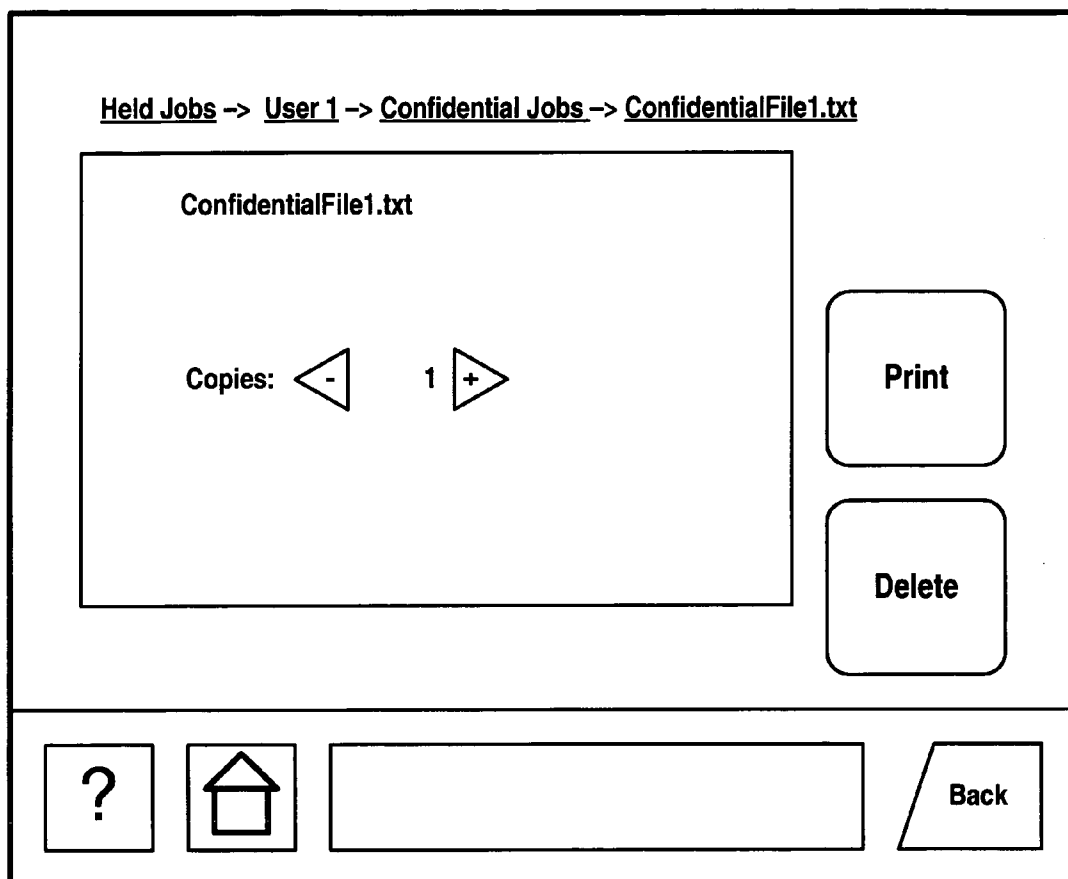 Held Jobs –> User 1 –> Confidential Jobs –> ConfidentialFile1.txt
ConfidentialFile1.txt
Copies: - 1 +
Print
Delete
?
Back